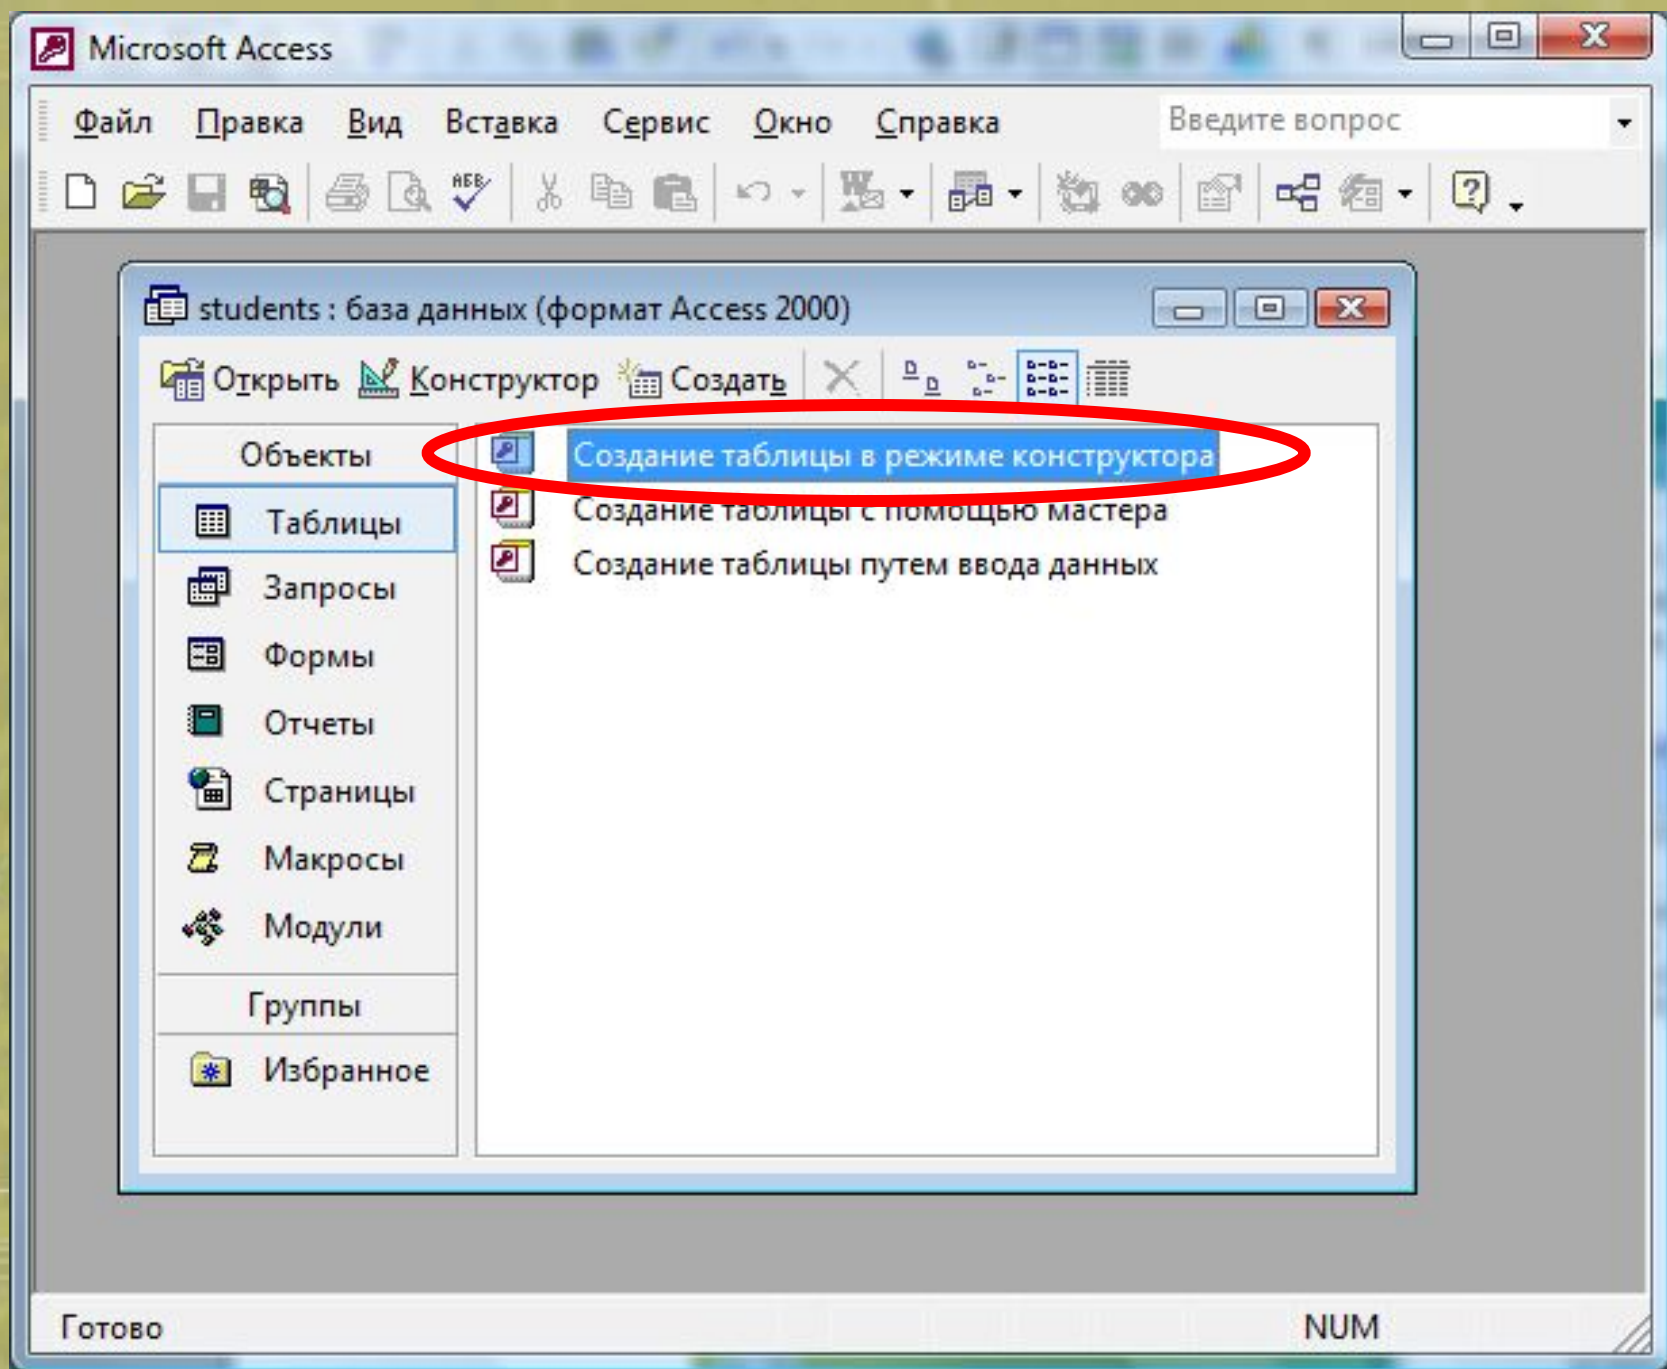 Microsoft Access
Файл Правка Вид Вставка Сервис Окно Справка Введите вопрос
АБВ
students : база данных (формат Access 2000)
Открыть Конструктор Создать
Объекты
Таблицы
Запросы
Формы
Отчеты
Страницы
Макросы
Модули
Группы
Избранное
Создание таблицы в режиме конструктора
Создание таблицы с помощью мастера
Создание таблицы путем ввода данных
Готово NUM